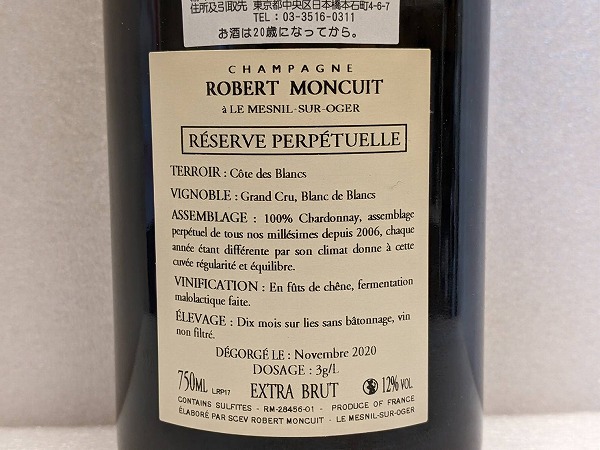 住所及引取先 東京都中央区日本橋本石町4-6-7
TEL：03-3516-0311
お酒は20歳になってから。
CHAMPAGNE
ROBERT MONCUIT
à LE MESNIL-SUR-OGER
RÉSERVE PERPÉTUELLE
TERROIR : Côte des Blancs
VIGNOBLE : Grand Cru, Blanc de Blancs
ASSEMBLAGE : 100% Chardonnay, assemblage
perpétuel de tous nos millésimes depuis 2006, chaque
année étant différente par son climat donne à cette
cuvée régularité et équilibre.
VINIFICATION : En fûts de chêne, fermentation
malolactique faite.
ÉLEVAGE : Dix mois sur lies sans bâtonnage, vin
non filtré.
DÉGORGÉ LE : Novembre 2020
DOSAGE : 3g/L
750ML LRP17 EXTRA BRUT 12% VOL.
CONTAINS SULFITES - RM-28456-01 - PRODUCE OF FRANCE
ÉLABORÉ PAR SCEV ROBERT MONCUIT - LE MESNIL-SUR-OGER